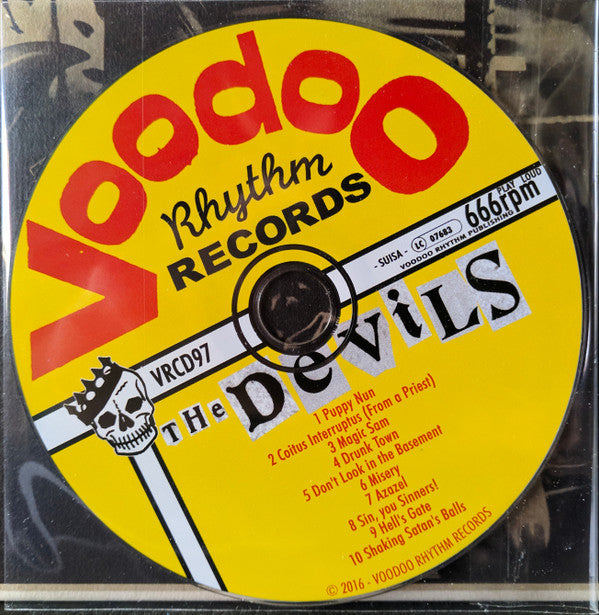 Voodoo
Rhythm
RECORDS
PLAY LOUD
666rpm
- SUISA - LC 07683
VOODOO RHYTHM PUBLISHING
VRCD97
THe DeViLS
1 Puppy Nun
2 Coitus Interruptus (From a Priest)
3 Magic Sam
4 Drunk Town
5 Don't Look in the Basement
6 Misery
7 Azazel
8 Sin, you Sinners!
9 Hell's Gate
10 Shaking Satan's Balls
© 2016 - VOODOO RHYTHM RECORDS